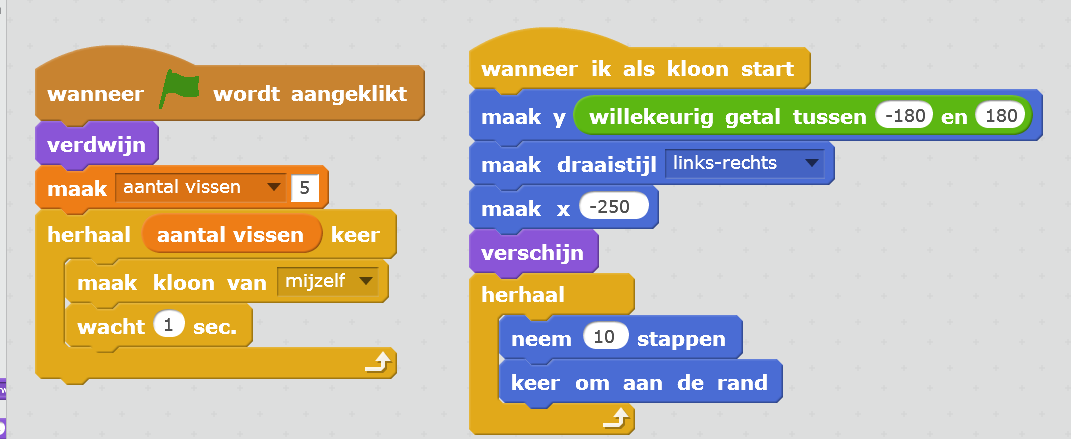 wanneer wordt aangeklikt
verdwijn
maak aantal vissen 5
herhaal aantal vissen keer
maak kloon van mijzelf
wacht 1 sec.
wanneer ik als kloon start
maak y willekeurig getal tussen -180 en 180
maak draaistijl links-rechts
maak x -250
verschijn
herhaal
neem 10 stappen
keer om aan de rand